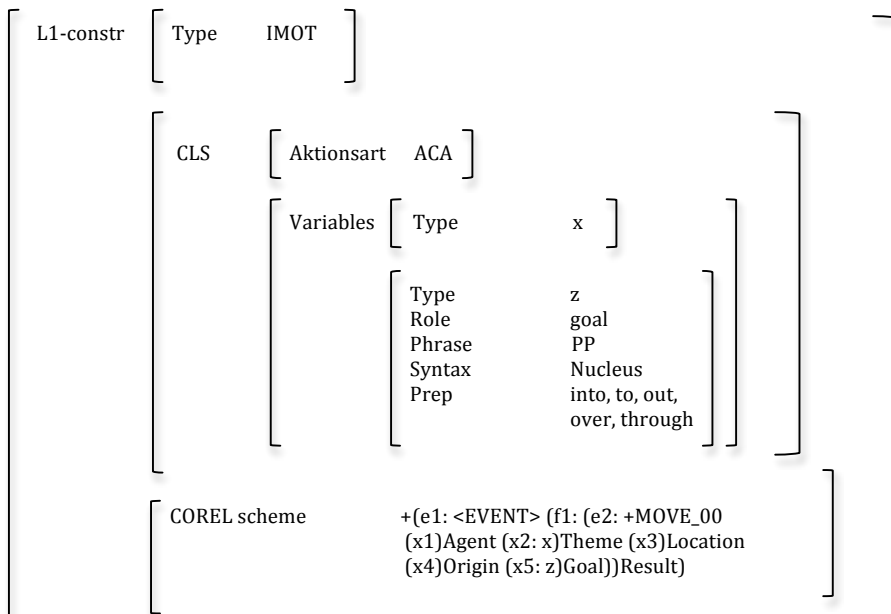 L1-constr Type IMOT
CLS Aktionsart ACA
Variables Type x
Type z
Role goal
Phrase PP
Syntax Nucleus
Prep into, to, out,
over, through
COREL scheme +(e1: <EVENT> (f1: (e2: +MOVE_00
(x1)Agent (x2: x)Theme (x3)Location
(x4)Origin (x5: z)Goal))Result)